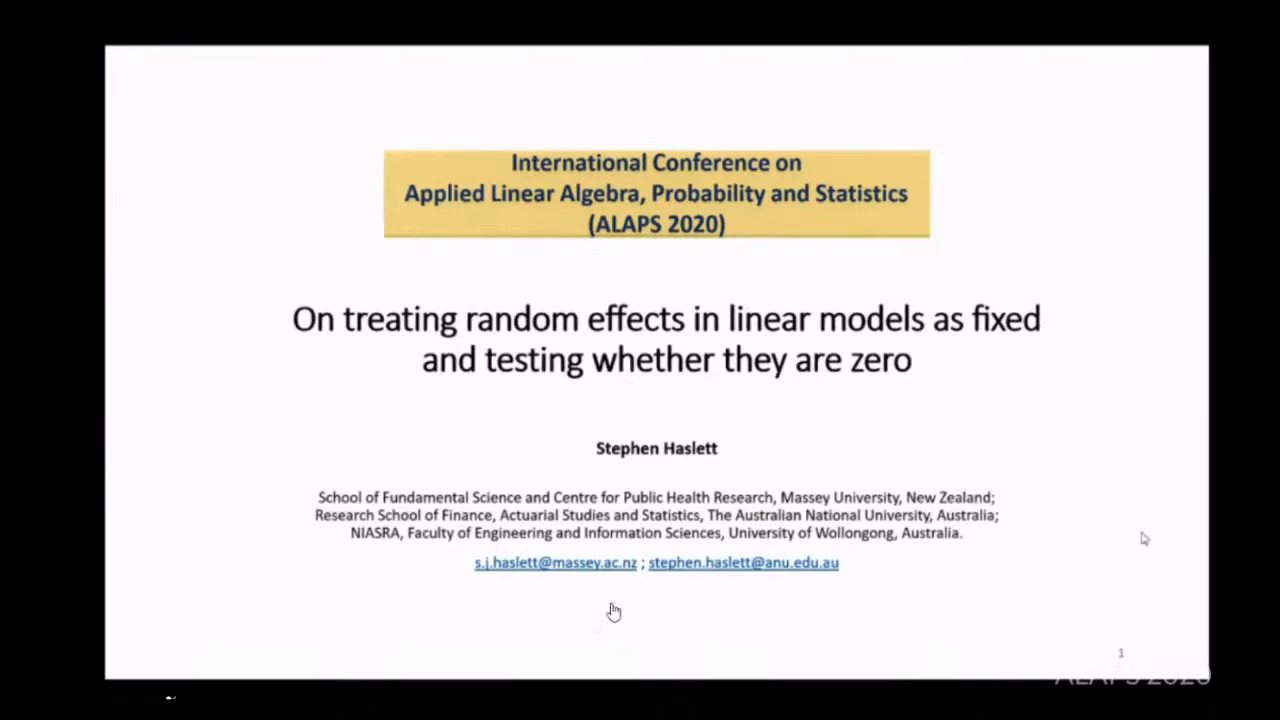 International Conference on
Applied Linear Algebra, Probability and Statistics
(ALAPS 2020)
On treating random effects in linear models as fixed
and testing whether they are zero
Stephen Haslett
School of Fundamental Science and Centre for Public Health Research, Massey University, New Zealand;
Research School of Finance, Actuarial Studies and Statistics, The Australian National University, Australia;
NIASRA, Faculty of Engineering and Information Sciences, University of Wollongong, Australia.
s.j.haslett@massey.ac.nz ; stephen.haslett@anu.edu.au
1
ALAPS 2020